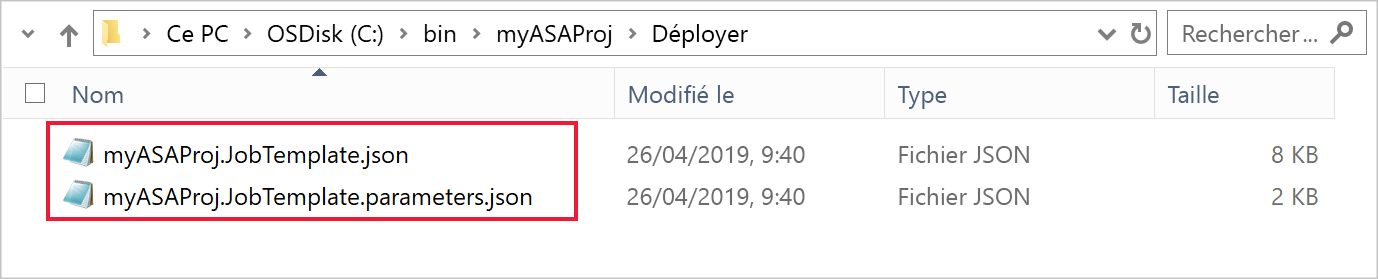 Ce PC > OSDisk (C:) > bin > myASAProj > Déployer Rechercher...
Nom Modifié le Type Taille
myASAProj.JobTemplate.json 26/04/2019, 9:40 Fichier JSON 8 KB
myASAProj.JobTemplate.parameters.json 26/04/2019, 9:40 Fichier JSON 2 KB